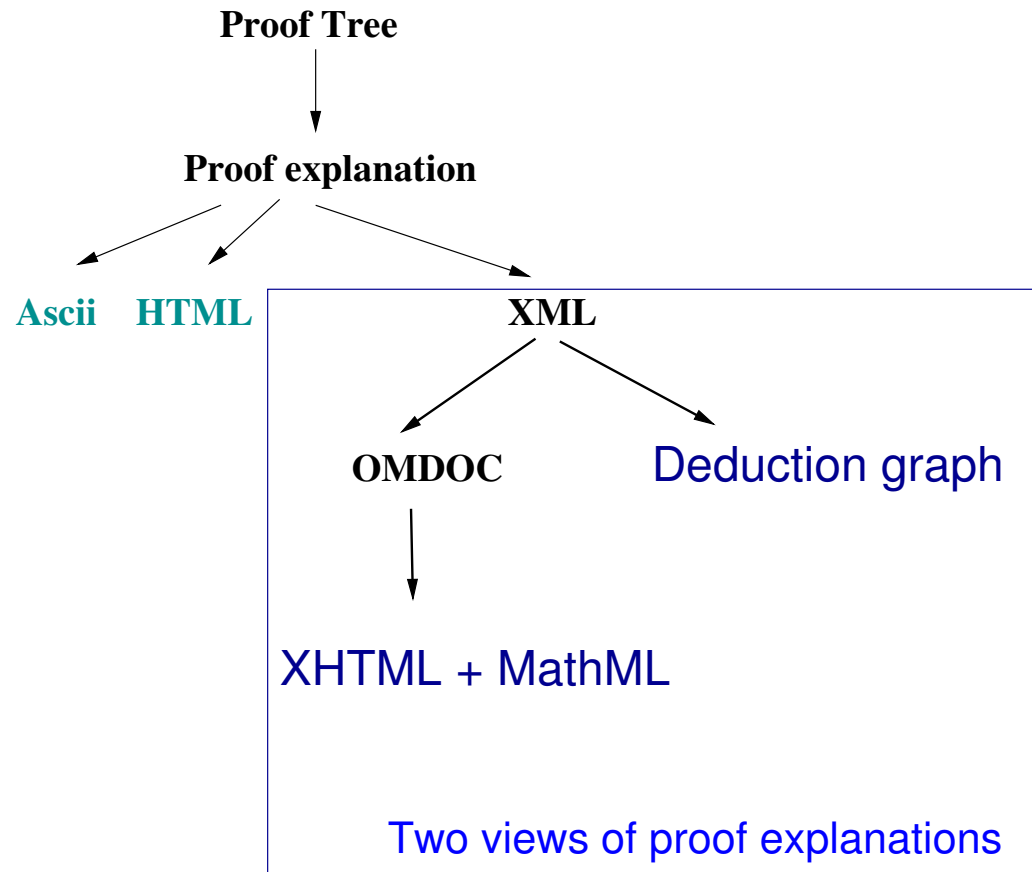 Proof Tree
Proof explanation
Ascii HTML XML
OMDOC Deduction graph
XHTML + MathML
Two views of proof explanations